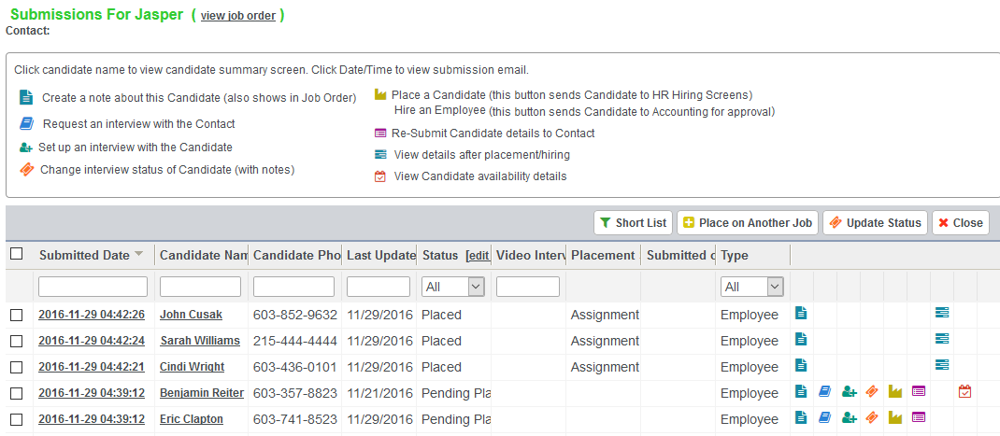 Submissions For Jasper ( view job order )
Contact:
Click candidate name to view candidate summary screen. Click Date/Time to view submission email.
Create a note about this Candidate (also shows in Job Order)
Request an interview with the Contact
Set up an interview with the Candidate
Change interview status of Candidate (with notes)
Place a Candidate (this button sends Candidate to HR Hiring Screens)
Hire an Employee (this button sends Candidate to Accounting for approval)
Re-Submit Candidate details to Contact
View details after placement/hiring
View Candidate availability details
Short List Place on Another Job Update Status Close
Submitted Date Candidate Nam Candidate Pho Last Update Status [edit Video Interv Placement Submitted o Type
All All
2016-11-29 04:42:26 John Cusak 603-852-9632 11/29/2016 Placed Assignment Employee
2016-11-29 04:42:24 Sarah Williams 215-444-4444 11/29/2016 Placed Assignment Employee
2016-11-29 04:42:21 Cindi Wright 603-436-0101 11/29/2016 Placed Assignment Employee
2016-11-29 04:39:12 Benjamin Reiter 603-357-8823 11/21/2016 Pending Pla Employee
2016-11-29 04:39:12 Eric Clapton 603-741-8523 11/29/2016 Pending Pla Employee